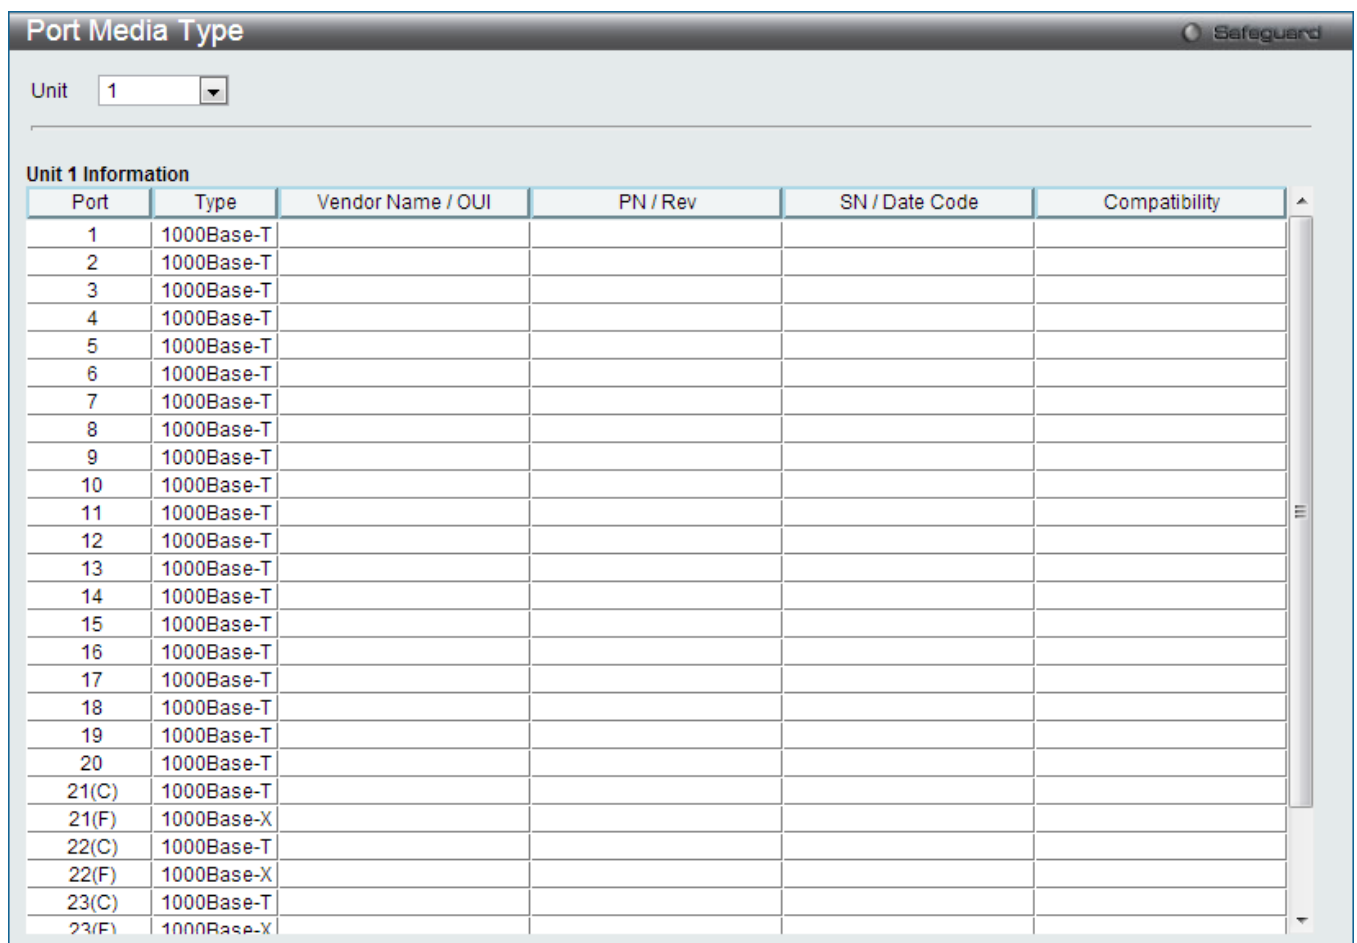 Port Media Type Safeguard
Unit 1
Unit 1 Information
Port Type Vendor Name / OUI PN / Rev SN / Date Code Compatibility
1 1000Base-T
2 1000Base-T
3 1000Base-T
4 1000Base-T
5 1000Base-T
6 1000Base-T
7 1000Base-T
8 1000Base-T
9 1000Base-T
10 1000Base-T
11 1000Base-T
12 1000Base-T
13 1000Base-T
14 1000Base-T
15 1000Base-T
16 1000Base-T
17 1000Base-T
18 1000Base-T
19 1000Base-T
20 1000Base-T
21(C) 1000Base-T
21(F) 1000Base-X
22(C) 1000Base-T
22(F) 1000Base-X
23(C) 1000Base-T
23(F) 1000Base-X